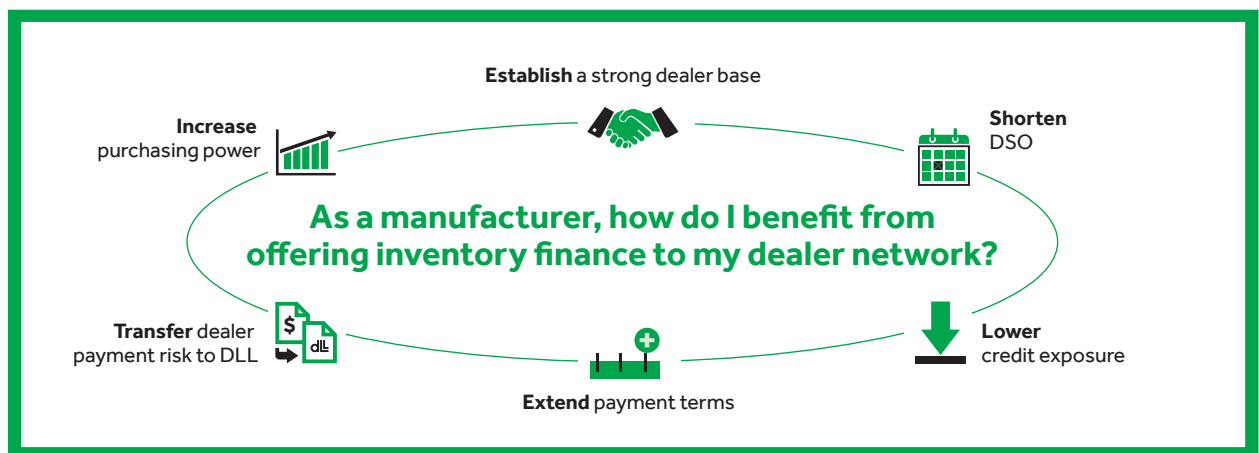 Establish a strong dealer base
Increase
purchasing power
Shorten
DSO
As a manufacturer, how do I benefit from
offering inventory finance to my dealer network?
Transfer dealer
payment risk to DLL
$
dLL
Lower
credit exposure
Extend payment terms